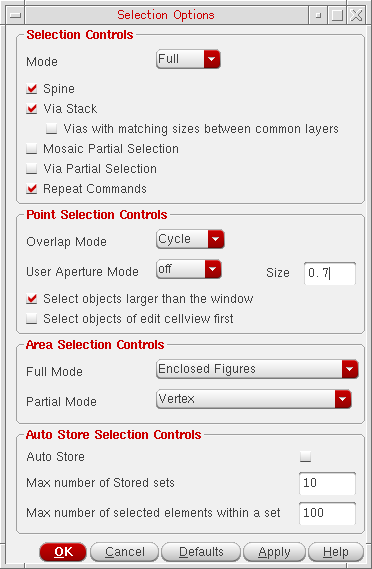 Selection Options
Selection Controls
Mode Full
Spine
Via Stack
Vias with matching sizes between common layers
Mosaic Partial Selection
Via Partial Selection
Repeat Commands
Point Selection Controls
Overlap Mode Cycle
User Aperture Mode off Size 0.7
Select objects larger than the window
Select objects of edit cellview first
Area Selection Controls
Full Mode Enclosed Figures
Partial Mode Vertex
Auto Store Selection Controls
Auto Store
Max number of Stored sets 10
Max number of selected elements within a set 100
OK Cancel Defaults Apply Help